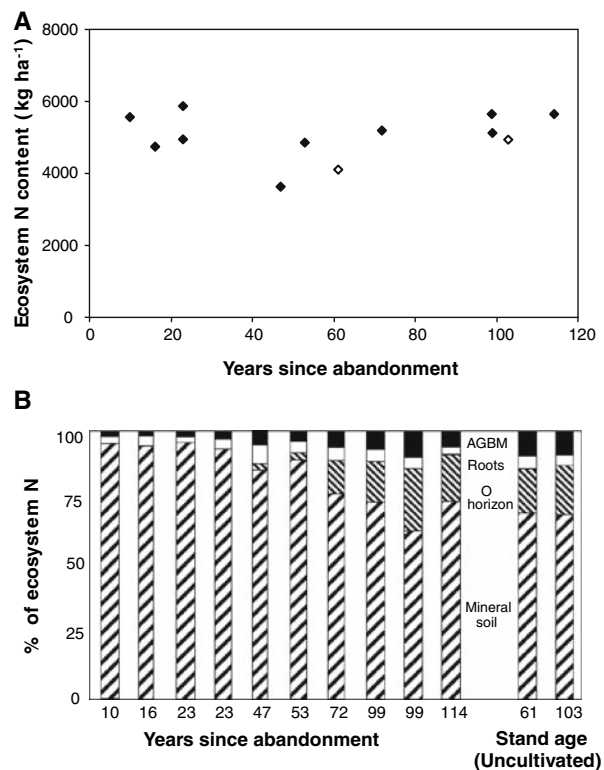 A
Ecosystem N content (kg ha⁻¹)
8000
6000
4000
2000
0
0 20 40 60 80 100 120
Years since abandonment
B
% of ecosystem N
100
75
50
25
0
AGBM
Roots
O
horizon
Mineral
soil
10 16 23 23 47 53 72 99 99 114 61 103
Years since abandonment
Stand age
(Uncultivated)